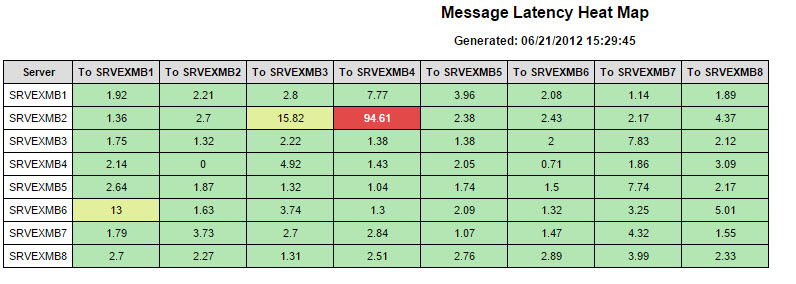 Message Latency Heat Map
Generated: 06/21/2012 15:29:45
Server To SRVEXMB1 To SRVEXMB2 To SRVEXMB3 To SRVEXMB4 To SRVEXMB5 To SRVEXMB6 To SRVEXMB7 To SRVEXMB8
SRVEXMB1 1.92 2.21 2.8 7.77 3.96 2.08 1.14 1.89
SRVEXMB2 1.36 2.7 15.82 94.61 2.38 2.43 2.17 4.37
SRVEXMB3 1.75 1.32 2.22 1.38 1.38 2 7.83 2.12
SRVEXMB4 2.14 0 4.92 1.43 2.05 0.71 1.86 3.09
SRVEXMB5 2.64 1.87 1.32 1.04 1.74 1.5 7.74 2.17
SRVEXMB6 13 1.63 3.74 1.3 2.09 1.32 3.25 5.01
SRVEXMB7 1.79 3.73 2.7 2.84 1.07 1.47 4.32 1.55
SRVEXMB8 2.7 2.27 1.31 2.51 2.76 2.89 3.99 2.33